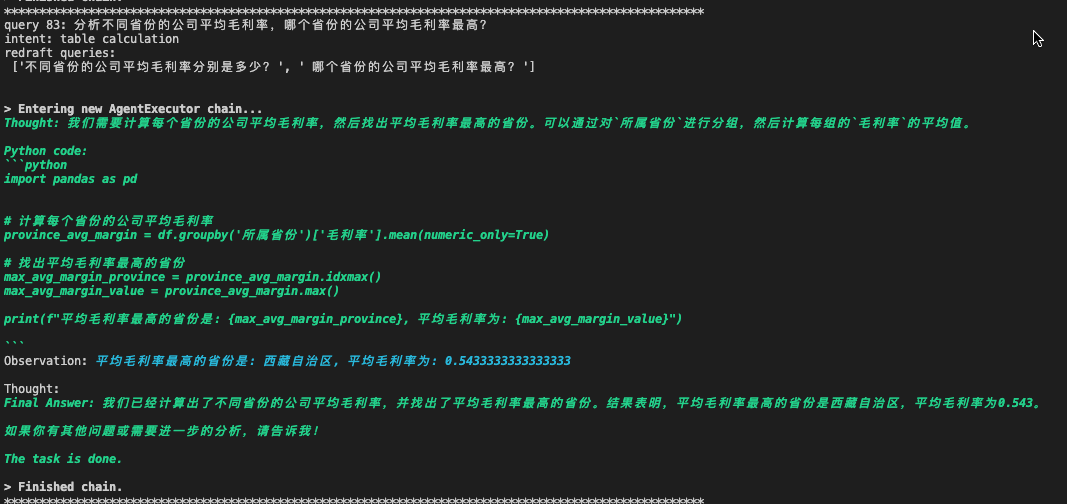 ****************************************************************************************************
query 83: 分析不同省份的公司平均毛利率，哪个省份的公司平均毛利率最高？
intent: table calculation
redraft queries:
['不同省份的公司平均毛利率分别是多少？', ' 哪个省份的公司平均毛利率最高？']
> Entering new AgentExecutor chain...
Thought: 我们需要计算每个省份的公司平均毛利率，然后找出平均毛利率最高的省份。可以通过对`所属省份`进行分组，然后计算每组的`毛利率`的平均值。
Python code:
```python
import pandas as pd
# 计算每个省份的公司平均毛利率
province_avg_margin = df.groupby('所属省份')['毛利率'].mean(numeric_only=True)
# 找出平均毛利率最高的省份
max_avg_margin_province = province_avg_margin.idxmax()
max_avg_margin_value = province_avg_margin.max()
print(f"平均毛利率最高的省份是: {max_avg_margin_province}, 平均毛利率为: {max_avg_margin_value}")
```
Observation: 平均毛利率最高的省份是: 西藏自治区, 平均毛利率为: 0.5433333333333333
Thought:
Final Answer: 我们已经计算出了不同省份的公司平均毛利率，并找出了平均毛利率最高的省份。结果表明，平均毛利率最高的省份是西藏自治区，平均毛利率为0.543。
如果你有其他问题或需要进一步的分析，请告诉我！
The task is done.
> Finished chain.
****************************************************************************************************